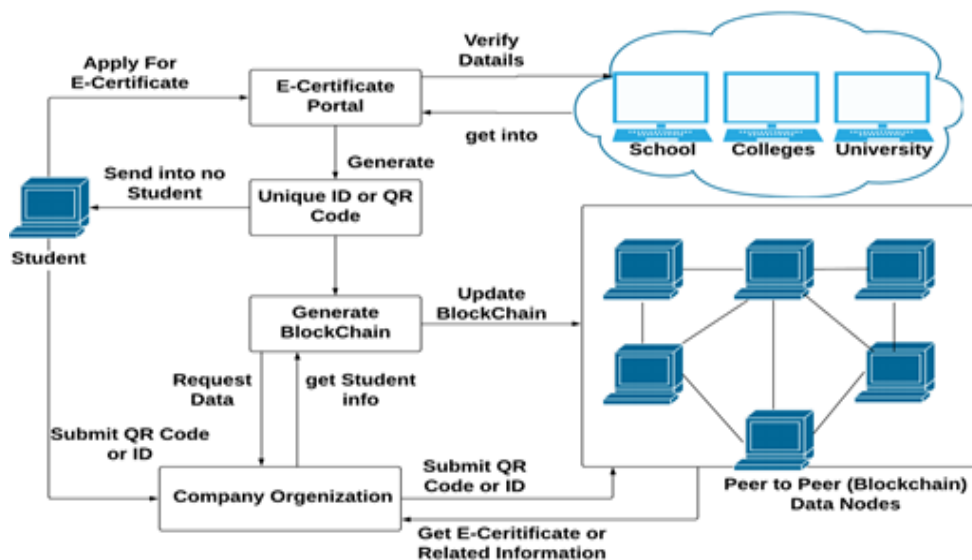 Apply For
E-Certificate
E-Certificate
Portal
Verify
Datails
get into
School
Colleges
University
Generate
Send into no
Student
Unique ID or QR
Code
Student
Generate
BlockChain
Update
BlockChain
Request
Data
get Student
info
Submit QR Code
or ID
Company Orgenization
Submit QR
Code or ID
Peer to Peer (Blockchain)
Data Nodes
Get E-Ceritificate or
Related Information